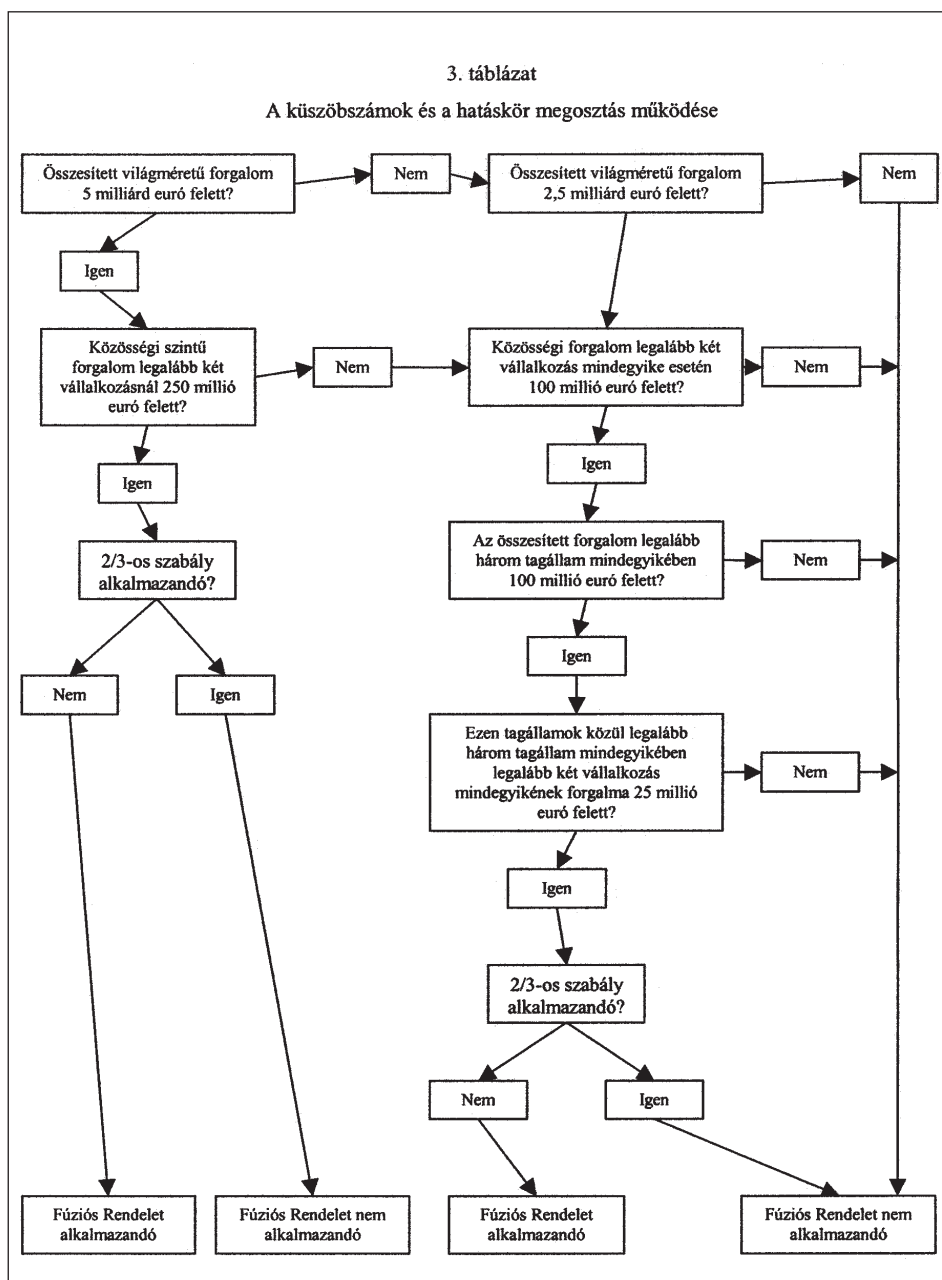 3. táblázat
A küszöbszámok és a hatáskör megosztás működése
Összesített világméretű forgalom
5 milliárd euró felett?
Nem
Összesített világméretű forgalom
2,5 milliárd euró felett?
Nem
Igen
Közösségi szintű
forgalom legalább két
vállalkozásnál 250 millió
euró felett?
Nem
Közösségi forgalom legalább két
vállalkozás mindegyike esetén
100 millió euró felett?
Nem
Igen
Igen
2/3-os szabály
alkalmazandó?
Az összesített forgalom legalább
három tagállam mindegyikében
100 millió euró felett?
Nem
Igen
Nem
Igen
Ezen tagállamok közül legalább
három tagállam mindegyikében
legalább két vállalkozás
mindegyikének forgalma 25 millió
euró felett?
Nem
Igen
2/3-os szabály
alkalmazandó?
Nem
Igen
Fúziós Rendelet
alkalmazandó
Fúziós Rendelet nem
alkalmazandó
Fúziós Rendelet
alkalmazandó
Fúziós Rendelet nem
alkalmazandó